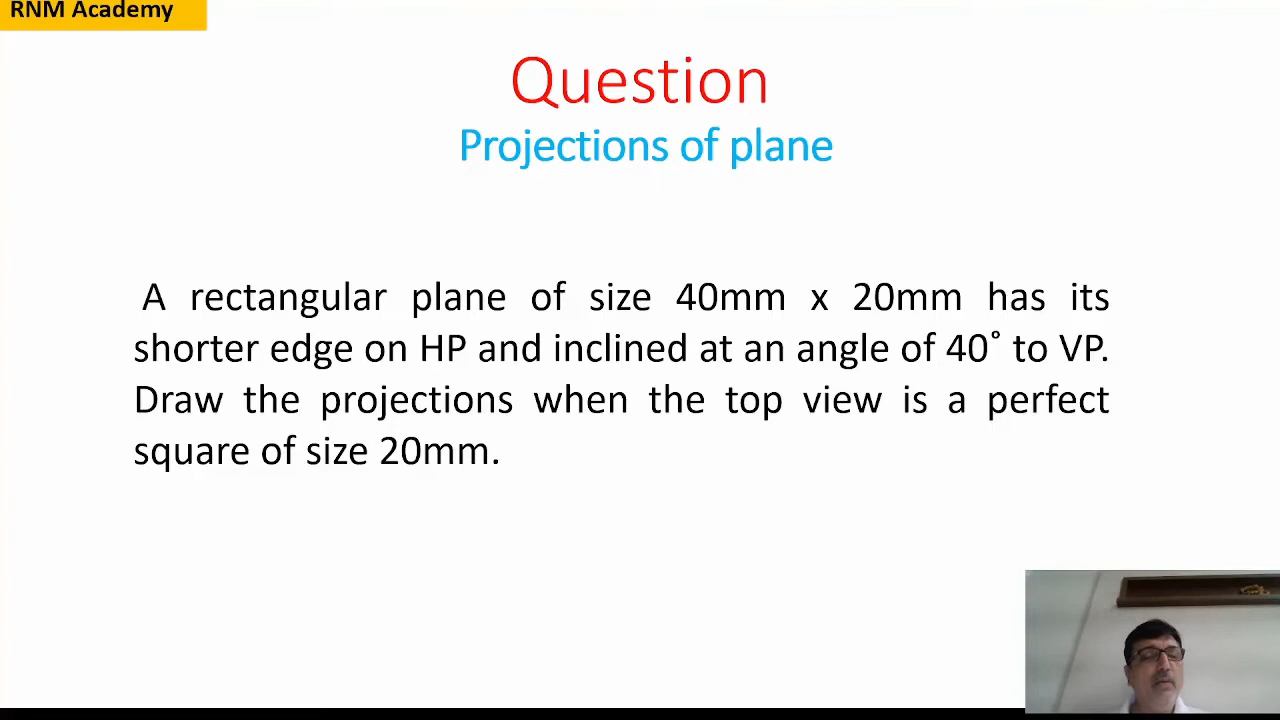 RNM Academy
Question
Projections of plane
A rectangular plane of size 40mm x 20mm has its
shorter edge on HP and inclined at an angle of 40˚ to VP.
Draw the projections when the top view is a perfect
square of size 20mm.